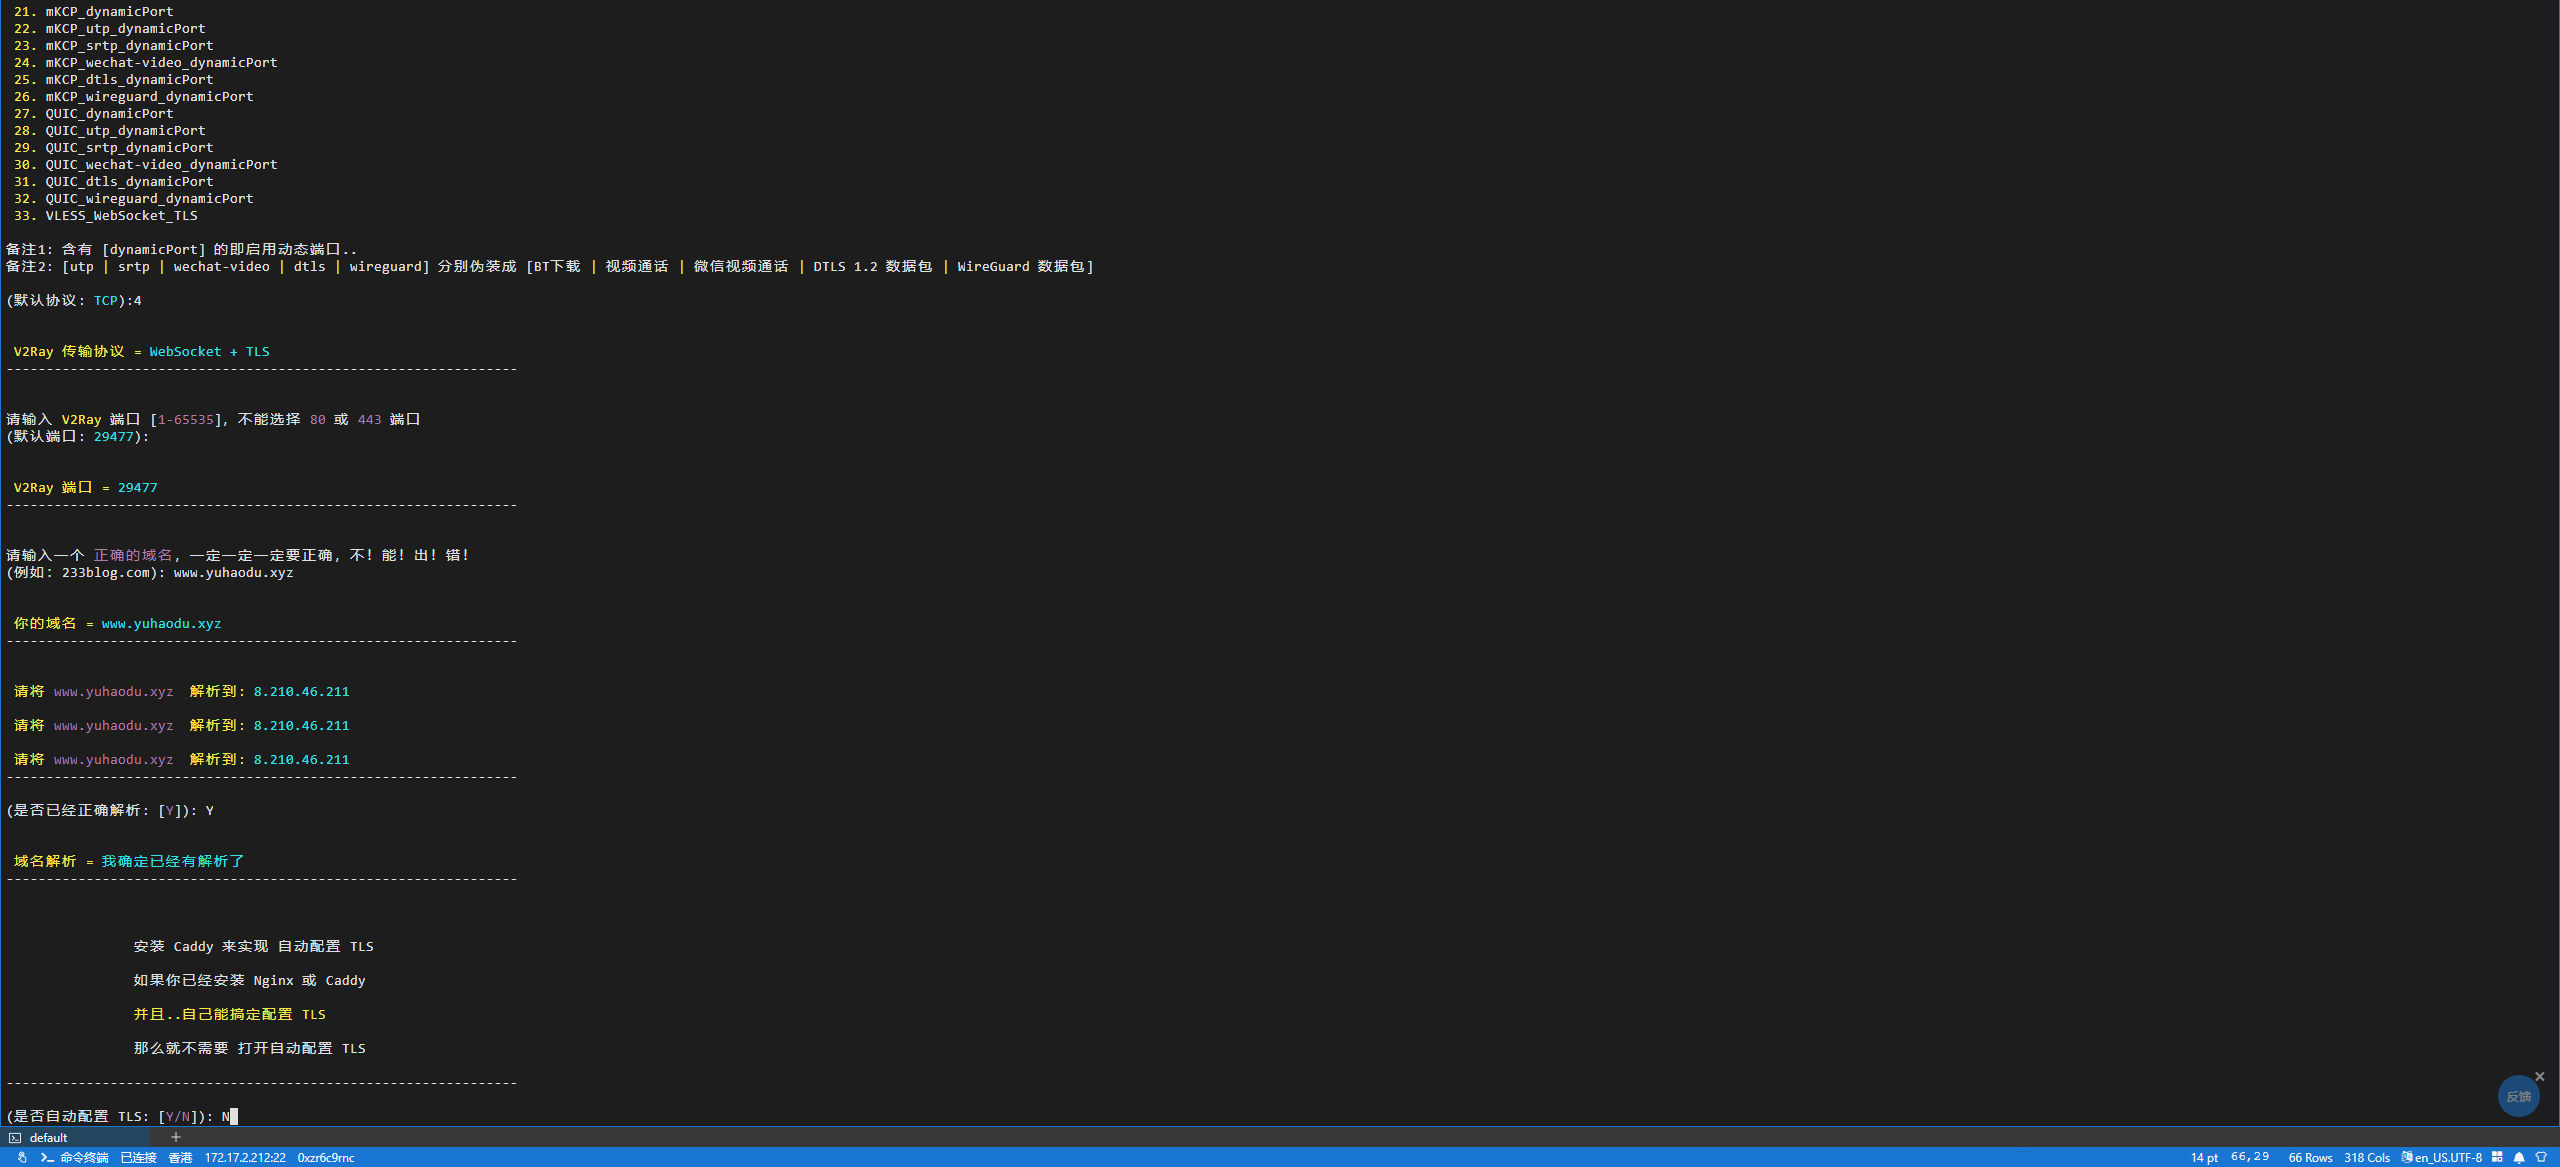 21. mKCP_dynamicPort
22. mKCP_utp_dynamicPort
23. mKCP_srtp_dynamicPort
24. mKCP_wechat-video_dynamicPort
25. mKCP_dtls_dynamicPort
26. mKCP_wireguard_dynamicPort
27. QUIC_dynamicPort
28. QUIC_utp_dynamicPort
29. QUIC_srtp_dynamicPort
30. QUIC_wechat-video_dynamicPort
31. QUIC_dtls_dynamicPort
32. QUIC_wireguard_dynamicPort
33. VLESS_WebSocket_TLS
备注1: 含有 [dynamicPort] 的即启用动态端口..
备注2: [utp | srtp | wechat-video | dtls | wireguard] 分别伪装成 [BT下载 | 视频通话 | 微信视频通话 | DTLS 1.2 数据包 | WireGuard 数据包]
(默认协议: TCP):4
V2Ray 传输协议 = WebSocket + TLS
----------------------------------------------------------------
请输入 V2Ray 端口 [1-65535]，不能选择 80 或 443 端口
(默认端口: 29477):
V2Ray 端口 = 29477
----------------------------------------------------------------
请输入一个 正确的域名，一定一定一定要正确，不！能！出！错！
(例如: 233blog.com): www.yuhaodu.xyz
你的域名 = www.yuhaodu.xyz
----------------------------------------------------------------
请将 www.yuhaodu.xyz 解析到: 8.210.46.211
请将 www.yuhaodu.xyz 解析到: 8.210.46.211
请将 www.yuhaodu.xyz 解析到: 8.210.46.211
----------------------------------------------------------------
(是否已经正确解析: [Y]): Y
域名解析 = 我确定已经有解析了
----------------------------------------------------------------
安装 Caddy 来实现 自动配置 TLS
如果你已经安装 Nginx 或 Caddy
并且..自己能搞定配置 TLS
那么就不需要 打开自动配置 TLS
----------------------------------------------------------------
(是否自动配置 TLS: [Y/N]): N
反馈
default
命令终端 已连接 香港 172.17.2.212:22 0xzr6c9rnc 14 pt 66,29 66 Rows 318 Cols en_US.UTF-8